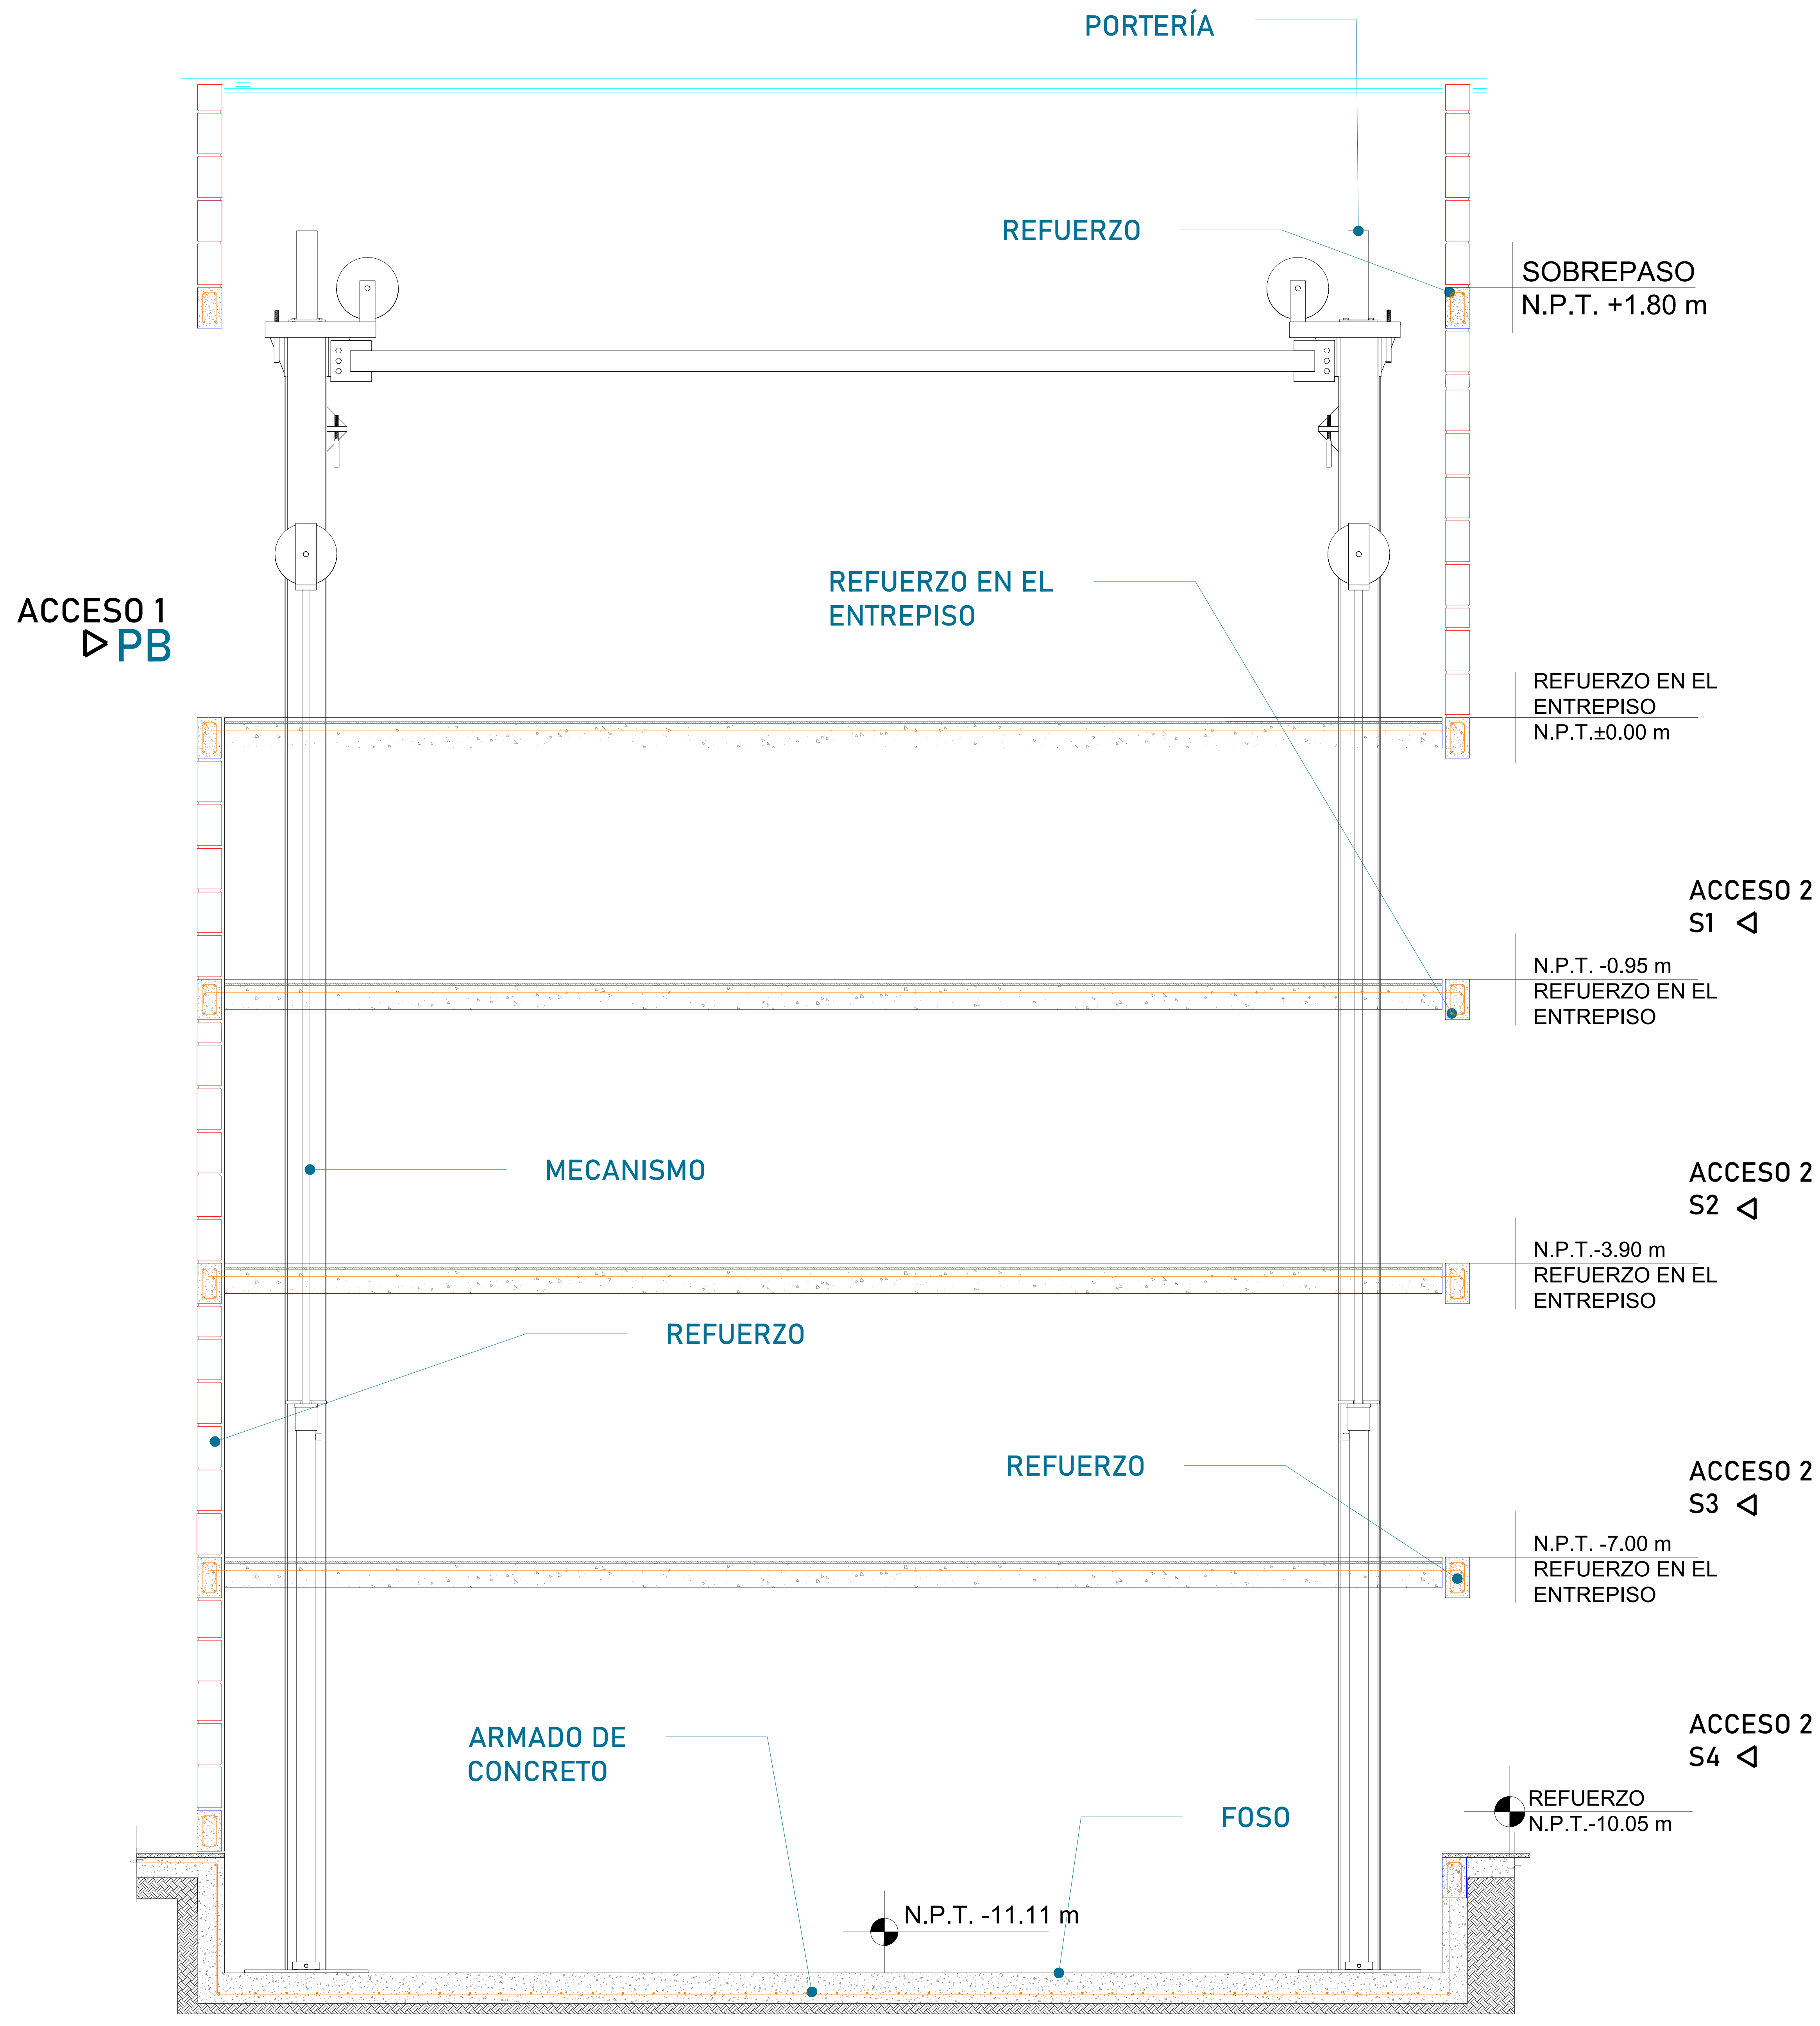 PORTERÍA
REFUERZO
SOBREPASO
N.P.T. +1.80 m
REFUERZO EN EL
ENTREPISO
ACCESO 1
PB
REFUERZO EN EL
ENTREPISO
N.P.T.±0.00 m
ACCESO 2
S1
N.P.T. -0.95 m
REFUERZO EN EL
ENTREPISO
MECANISMO
ACCESO 2
S2
N.P.T.-3.90 m
REFUERZO EN EL
ENTREPISO
REFUERZO
REFUERZO
ACCESO 2
S3
N.P.T. -7.00 m
REFUERZO EN EL
ENTREPISO
ARMADO DE
CONCRETO
ACCESO 2
S4
REFUERZO
N.P.T.-10.05 m
FOSO
N.P.T. -11.11 m